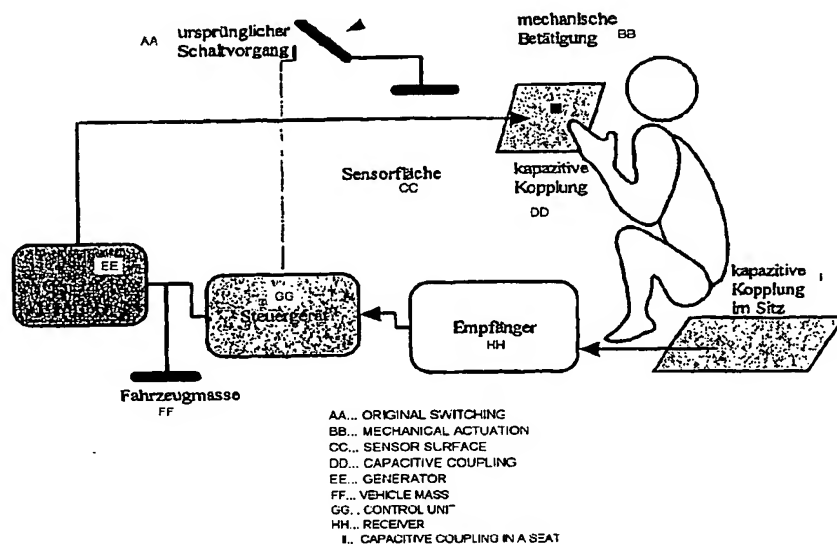 AA
ursprünglicher
Schaltvorgang
mechanische
Betätigung BB
Sensorfläche
CC
kapazitive
Kopplung
DD
EE
GG
Steuergerät
Empfänger
HH
kapazitive I
Kopplung
im Sitz
Fahrzeugmasse
FF
AA... ORIGINAL SWITCHING
BB... MECHANICAL ACTUATION
CC... SENSOR SURFACE
DD... CAPACITIVE COUPLING
EE... GENERATOR
FF... VEHICLE MASS
GG.. CONTROL UNIT
HH... RECEIVER
II.. CAPACITIVE COUPLING IN A SEAT